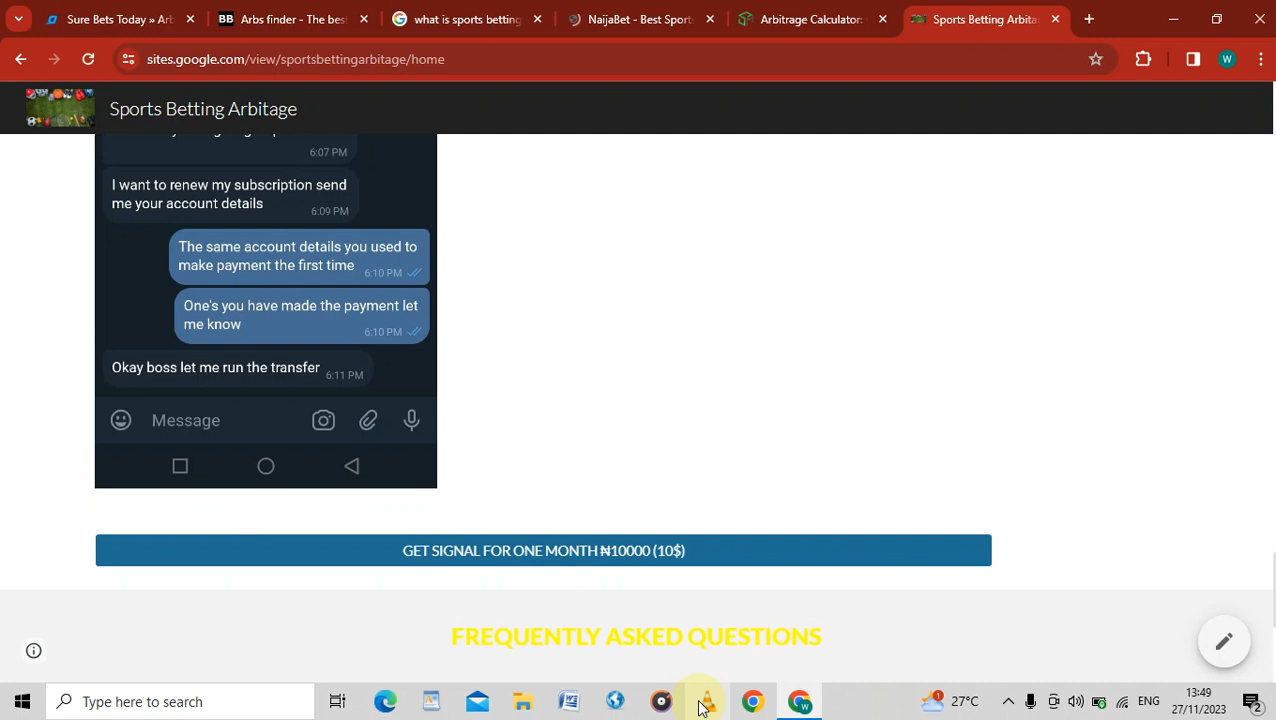 Sure Bets Today » Arb
Arbs finder - The best
what is sports betting
NaijaBet - Best Sports
Arbitrage Calculator:
Sports Betting Arbita
sites.google.com/view/sportsbettingarbitage/home
W
Sports Betting Arbitage
6:07 PM
I want to renew my subscription send
me your account details
6:09 PM
The same account details you used to
make payment the first time
6:10 PM
One's you have made the payment let
me know
6:10 PM
Okay boss let me run the transfer
6:11 PM
Message
GET SIGNAL FOR ONE MONTH ₦10000 (10$)
FREQUENTLY ASKED QUESTIONS
Type here to search
27°C
ENG
13:49
27/11/2023
2